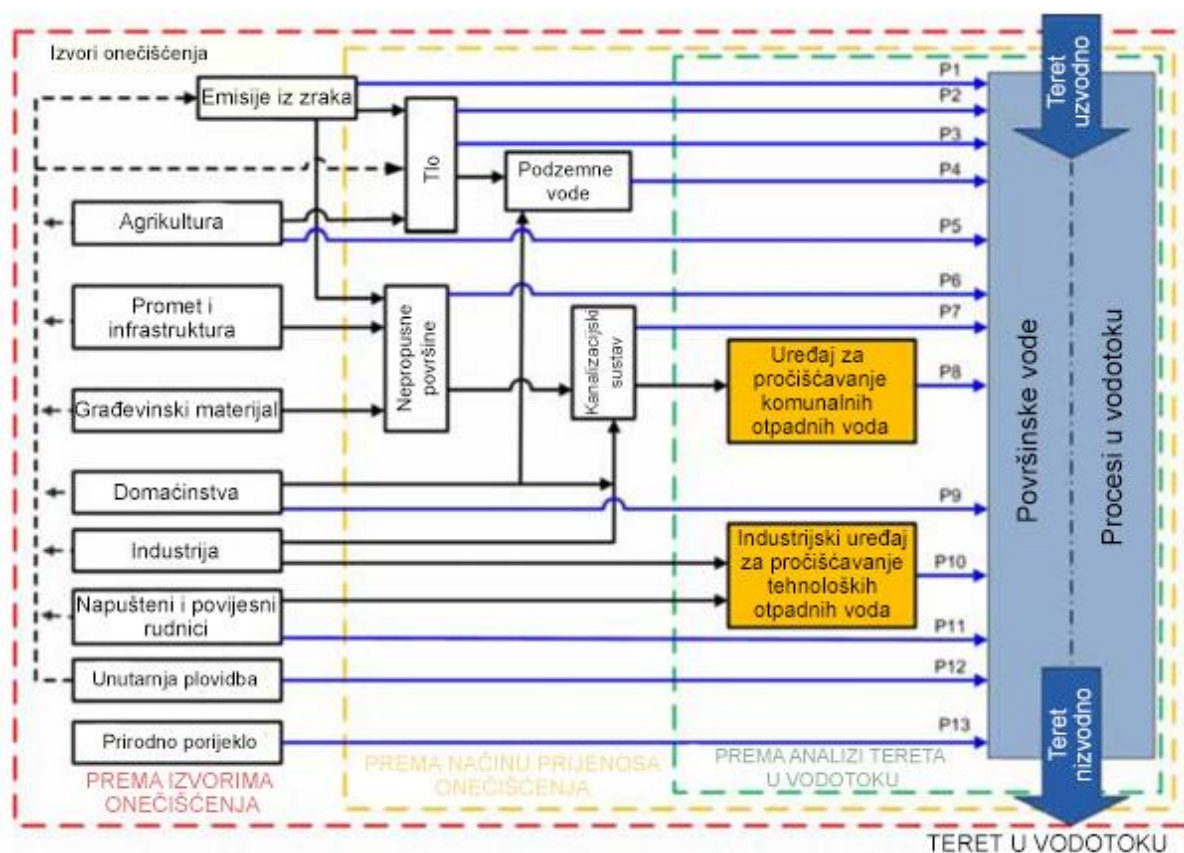 Izvori onečišćenja
Emisije iz zraka
Agrikultura
Promet i
infrastruktura
Građevinski materijal
Domaćinstva
Industrija
Napušteni i povijesni
rudnici
Unutarnja plovidba
Prirodno porijeklo
PREMA IZVORIMA
ONEČIŠĆENJA
Tlo
Podzemne
vode
Nepropusne
površine
Kanalizacijski
sustav
PREMA NAČINU PRIJENOSA
ONEČIŠĆENJA
Uređaj za
pročišćavanje
komunalnih
otpadnih voda
Industrijski uređaj
za pročišćavanje
tehnoloških
otpadnih voda
PREMA ANALIZI TERETA
U VODOTOKU
P1
P2
P3
P4
P5
P6
P7
P8
P9
P10
P11
P12
P13
Teret
uzvodno
Površinske vode
Procesi u vodotoku
Teret
nizvodno
TERET U VODOTOKU